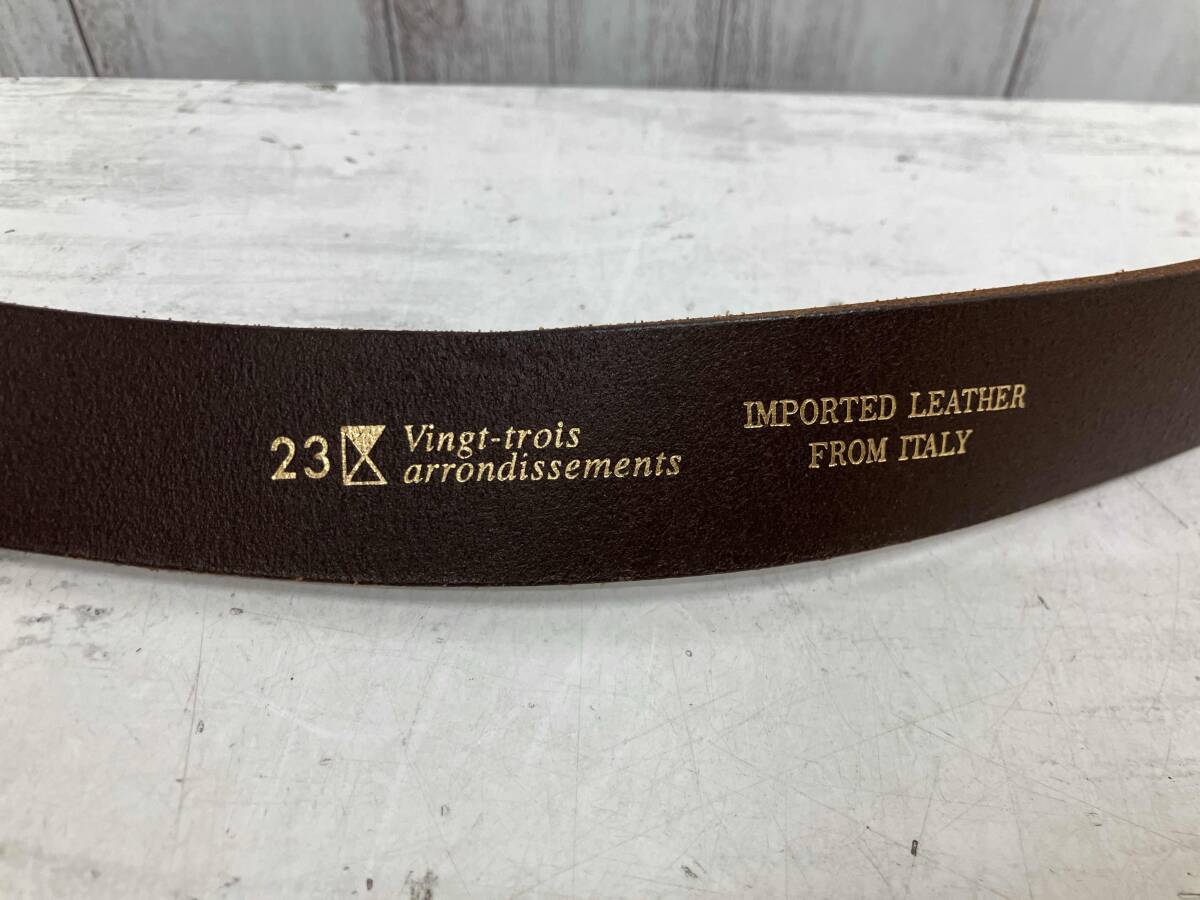 23 Vingt-trois
arrondissements
IMPORTED LEATHER
FROM ITALY